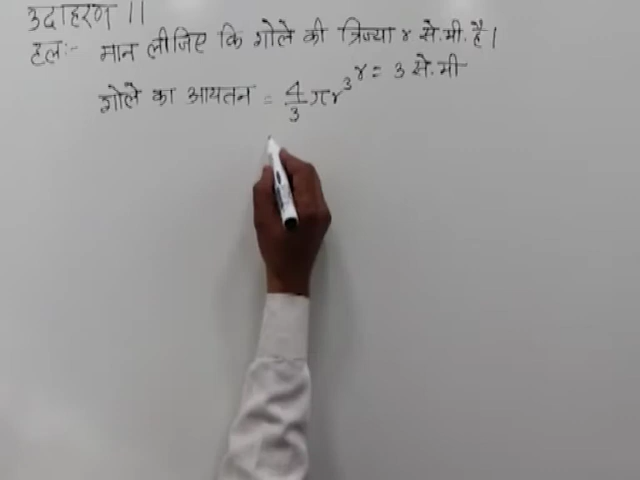 उदाहरण 11
हलः- मान लीजिए कि गोले की त्रिज्या r से.मी. है।
r = 3 से.मी
गोले का आयतन = 4/3 πr³